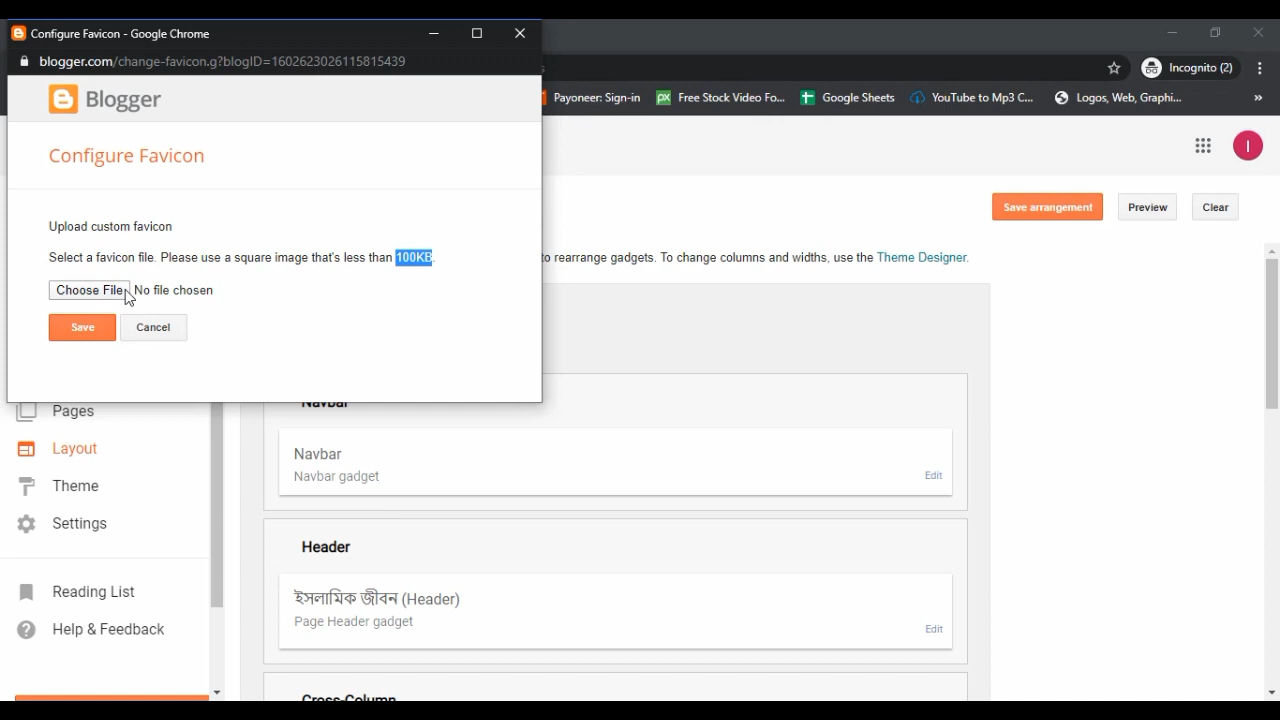 Configure Favicon - Google Chrome
blogger.com/change-favicon.g?blogID=1602623026115815439
Incognito (2)
Payoneer: Sign-in
Free Stock Video Fo...
Google Sheets
YouTube to Mp3 C...
Logos, Web, Graphi...
»
Blogger
I
Configure Favicon
Save arrangement
Preview
Clear
Upload custom favicon
Select a favicon file. Please use a square image that's less than 100KB.
to rearrange gadgets. To change columns and widths, use the Theme Designer.
Choose File No file chosen
Save
Cancel
Pages
Layout
Theme
Settings
Reading List
Help & Feedback
Navbar
Navbar
Navbar gadget
Edit
Header
ইসলামিক জীবন (Header)
Page Header gadget
Edit
Cross-Column